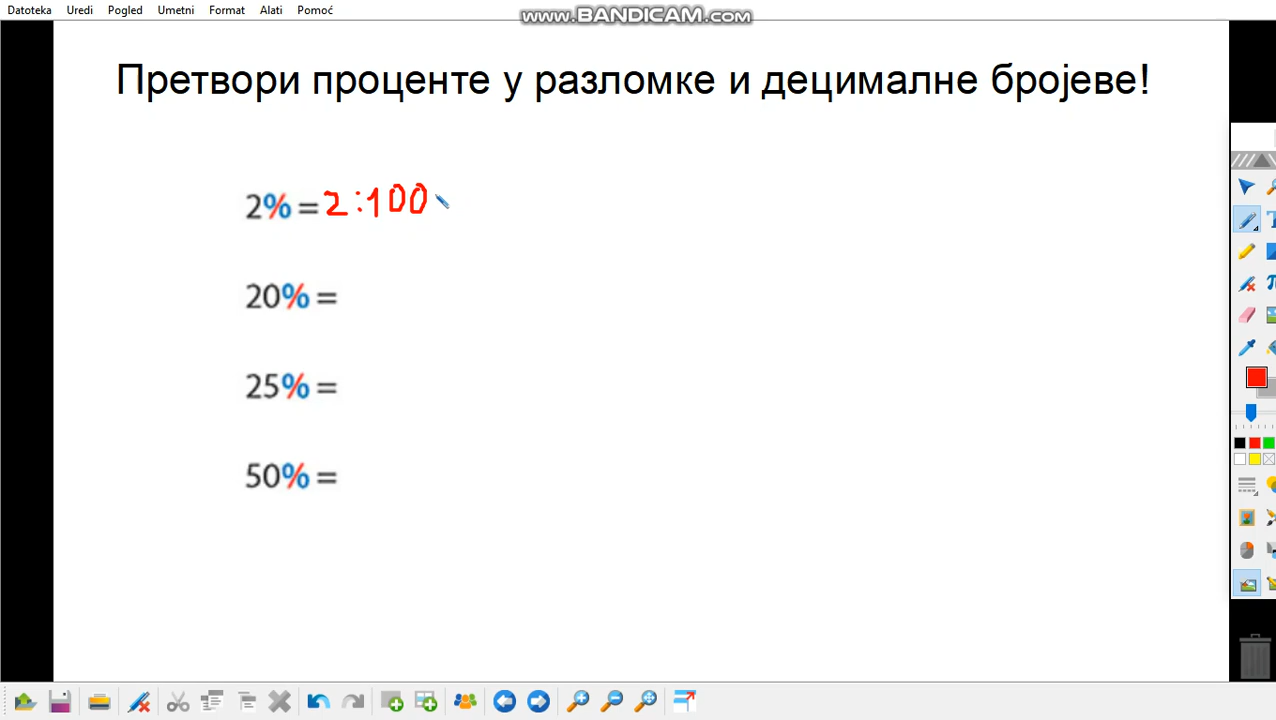 Datoteka Uredi Pogled Umetni Format Alati Pomoć
www.BANDICAM.com
Претвори проценте у разломке и децималне бројеве!
2% = 2:100
20% =
25% =
50% =